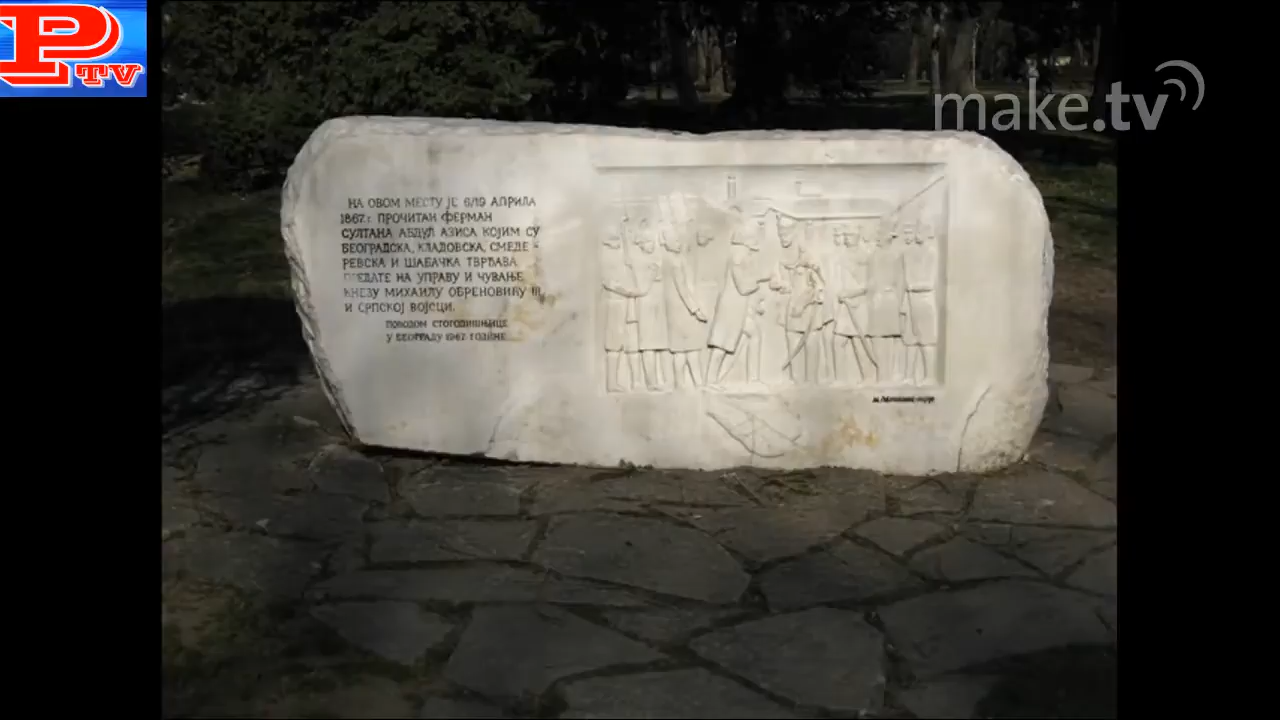 PTV
make.tv
НА ОВОМ МЕСТУ ЈЕ 6/19 АПРИЛА
1867.г. ПРОЧИТАН ФЕРМАН
СУЛТАНА АБДУЛ АЗИСА КОЈИМ СУ
БЕОГРАДСКА, КЛАДОВСКА, СМЕДЕ-
РЕВСКА И ШАБАЧКА ТВРЂАВА
ПРЕДАТЕ НА УПРАВУ И ЧУВАЊЕ
КНЕЗУ МИХАИЛУ ОБРЕНОВИЋУ III
И СРПСКОЈ ВОЈСЦИ.
ПОВОДОМ СТОГОДИШЊИЦЕ
У БЕОГРАДУ 1967. ГОДИНЕ